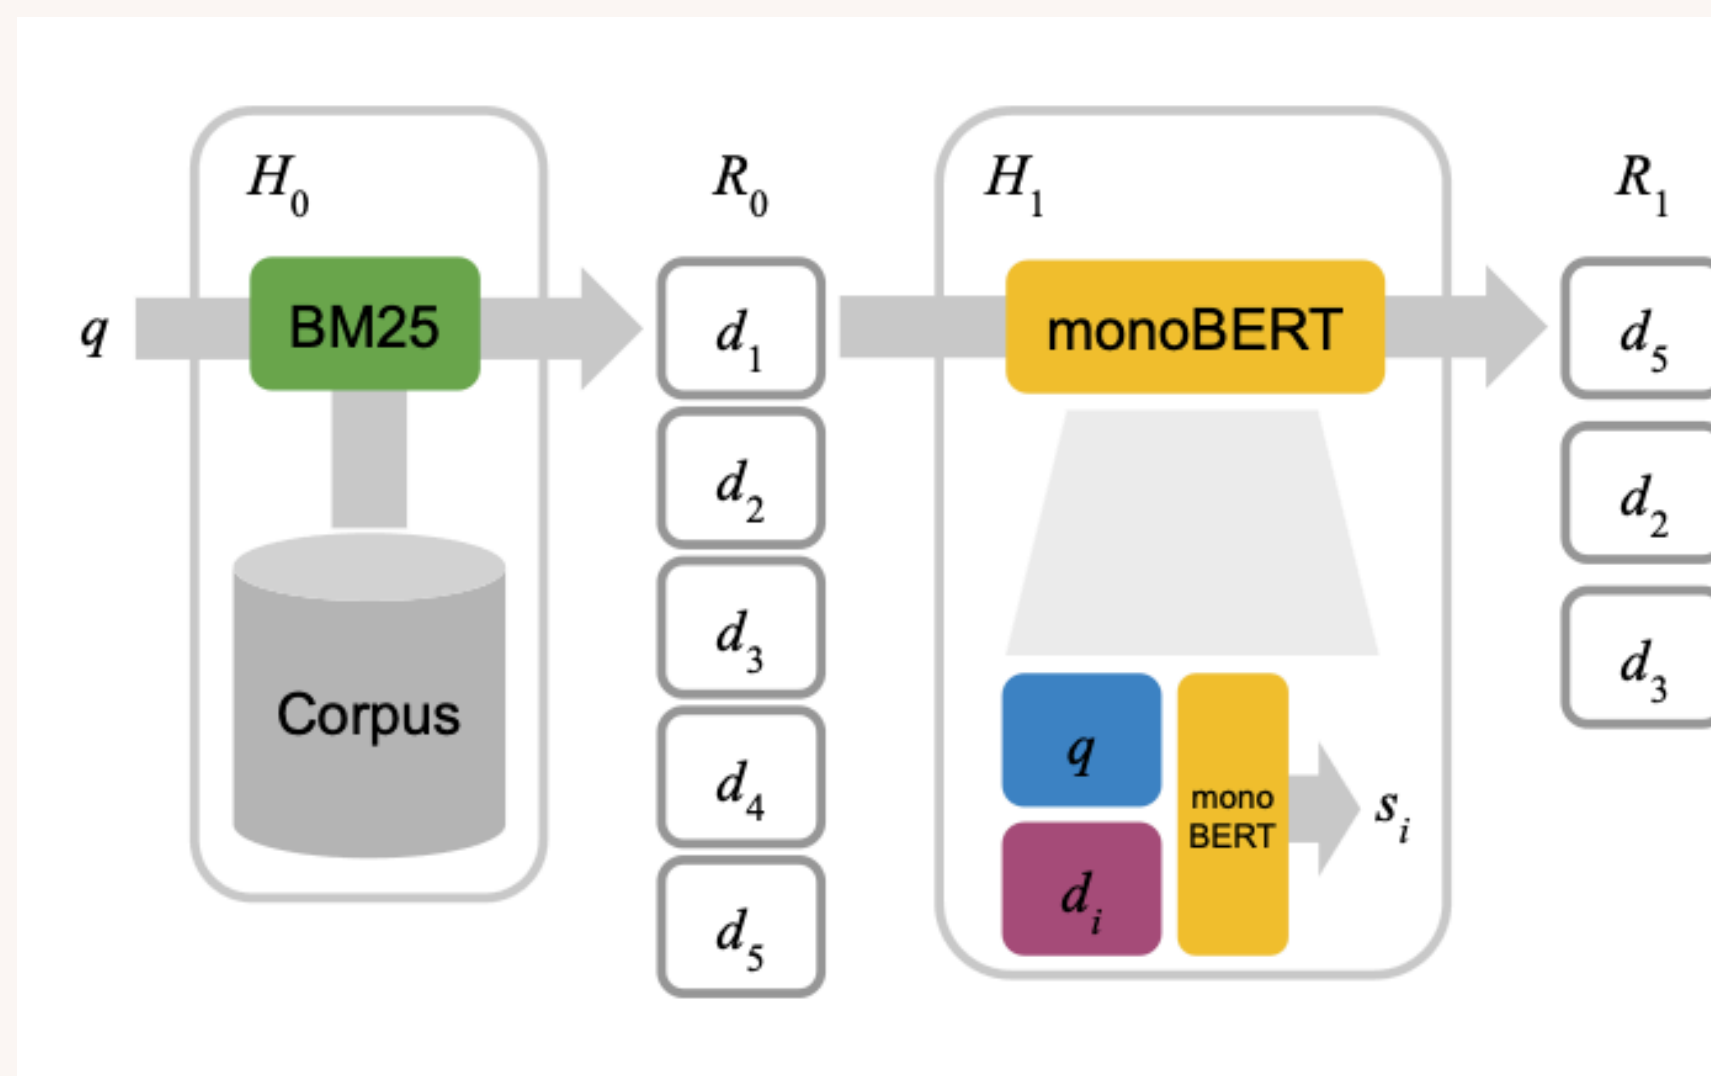 H₀
R₀
H₁
R₁
q
BM25
d₁
monoBERT
d₅
d₂
d₂
d₃
d₃
Corpus
d₄
q
mono
BERT
sᵢ
dᵢ
d₅